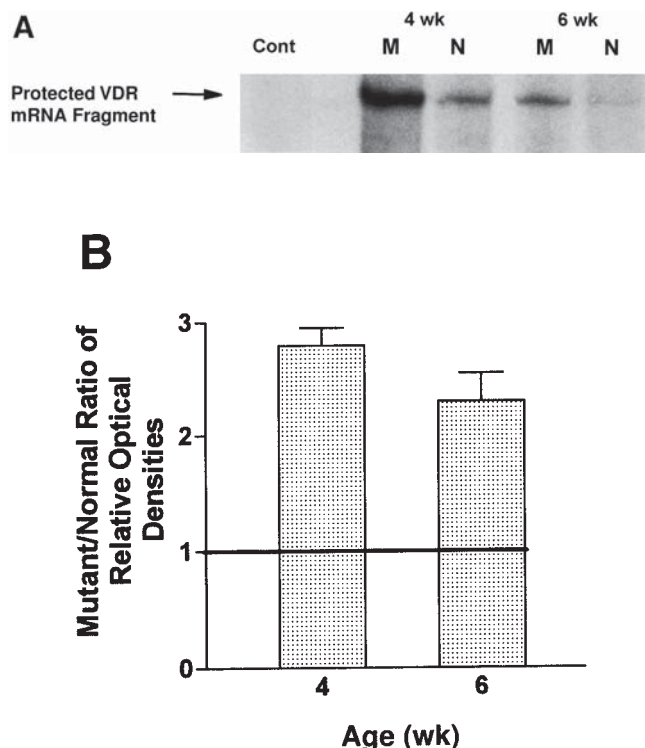 A
4 wk 6 wk
Cont M N M N
Protected VDR
mRNA Fragment
B
Mutant/Normal Ratio of
Relative Optical
Densities
3
2
1
0
4 6
Age (wk)